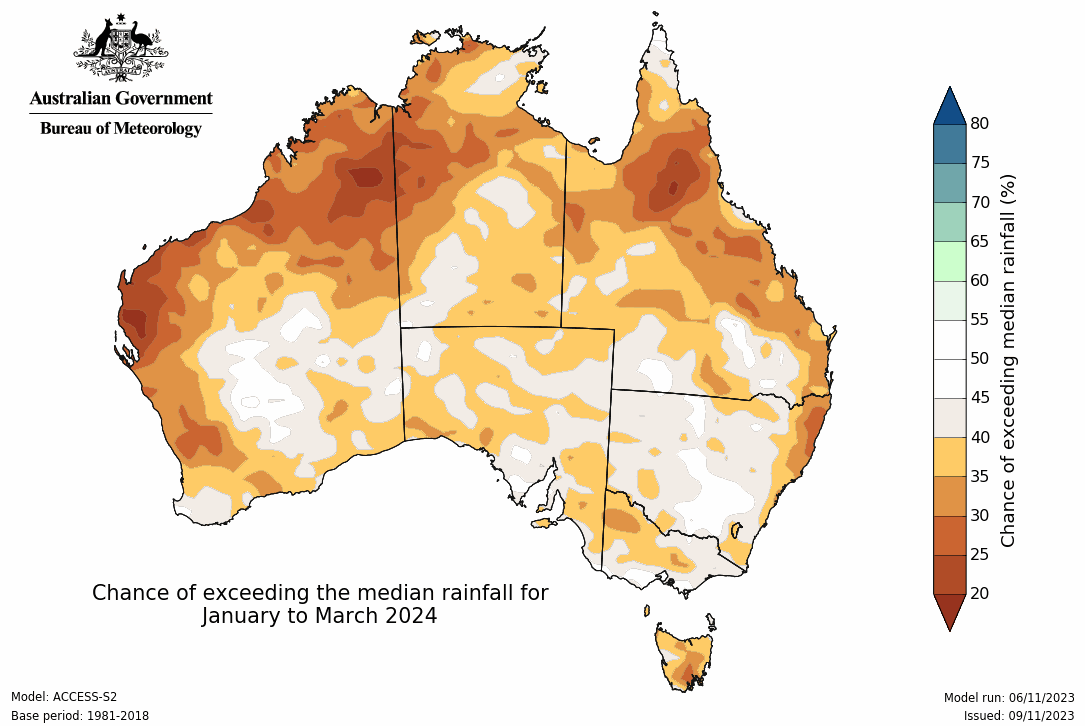 Australian Government
Bureau of Meteorology
80
75
70
65
60
55
50
45
40
35
30
25
20
Chance of exceeding median rainfall (%)
Chance of exceeding the median rainfall for
January to March 2024
Model: ACCESS-S2
Base period: 1981-2018
Model run: 06/11/2023
Issued: 09/11/2023